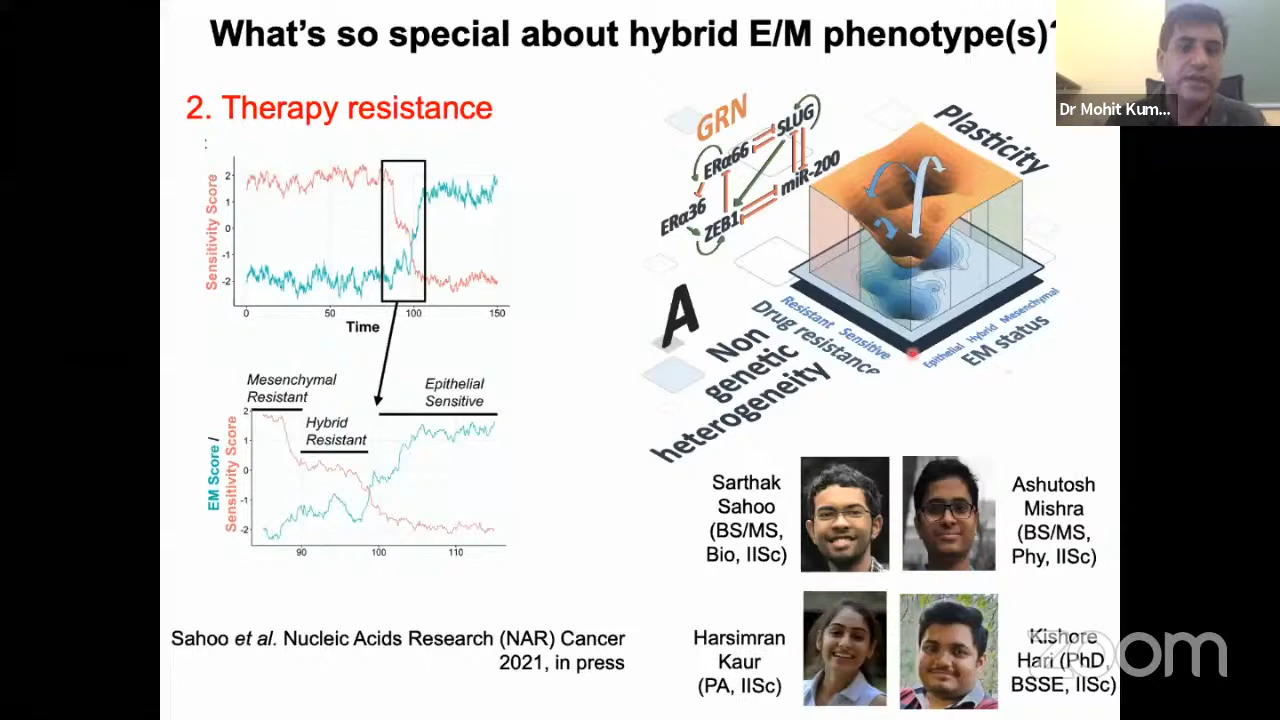 What's so special about hybrid E/M phenotype(s)?
Dr Mohit Kum...
2. Therapy resistance
:
Sensitivity Score
2
1
0
-1
-2
0
50
100
150
Time
Mesenchymal
Resistant
Hybrid
Resistant
Epithelial
Sensitive
EM Score /
Sensitivity Score
2
1
0
-1
-2
90
100
110
Sahoo et al. Nucleic Acids Research (NAR) Cancer
2021, in press
GRN
SLUG
ERα66
miR-200
ERα36
ZEB1
Plasticity
A
Non
genetic
heterogeneity
Resistant Sensitive
Drug resistance
Epithelial Hybrid Mesenchymal
EM status
Sarthak
Sahoo
(BS/MS,
Bio, IISc)
Ashutosh
Mishra
(BS/MS,
Phy, IISc)
Harsimran
Kaur
(PA, IISc)
Kishore
Hari (PhD,
BSSE, IISc)
zoom